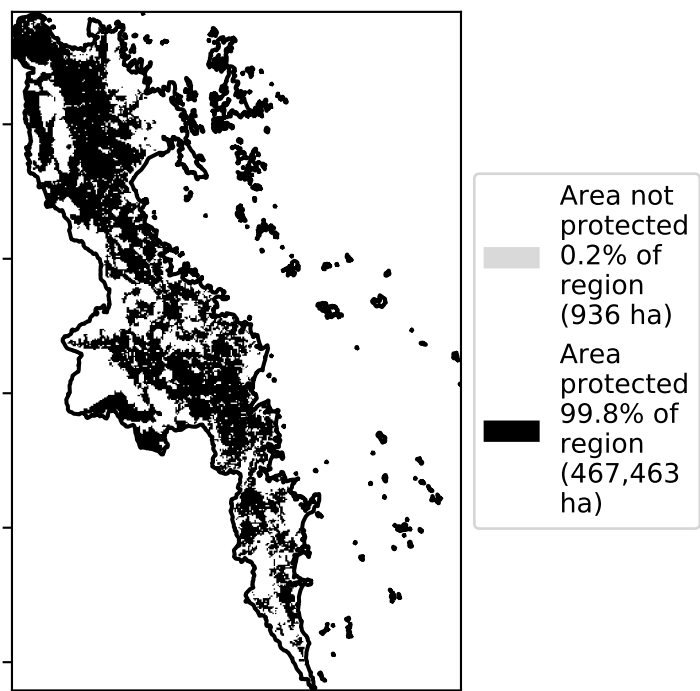 Area not
protected
0.2% of
region
(936 ha)
Area
protected
99.8% of
region
(467,463
ha)